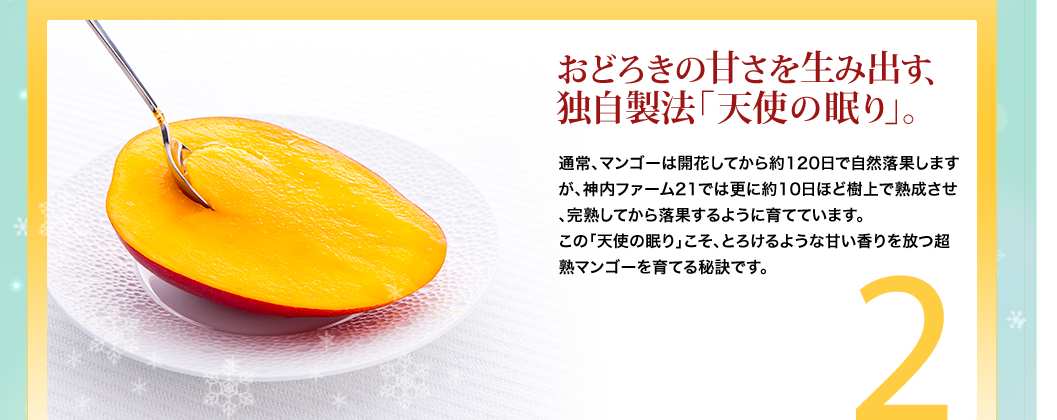 おどろきの甘さを生み出す、
独自製法「天使の眠り」。
通常、マンゴーは開花してから約120日で自然落果します
が、神内ファーム21では更に約10日ほど樹上で熟成させ
、完熟してから落果するように育てています。
この「天使の眠り」こそ、とろけるような甘い香りを放つ超
熟マンゴーを育てる秘訣です。
2